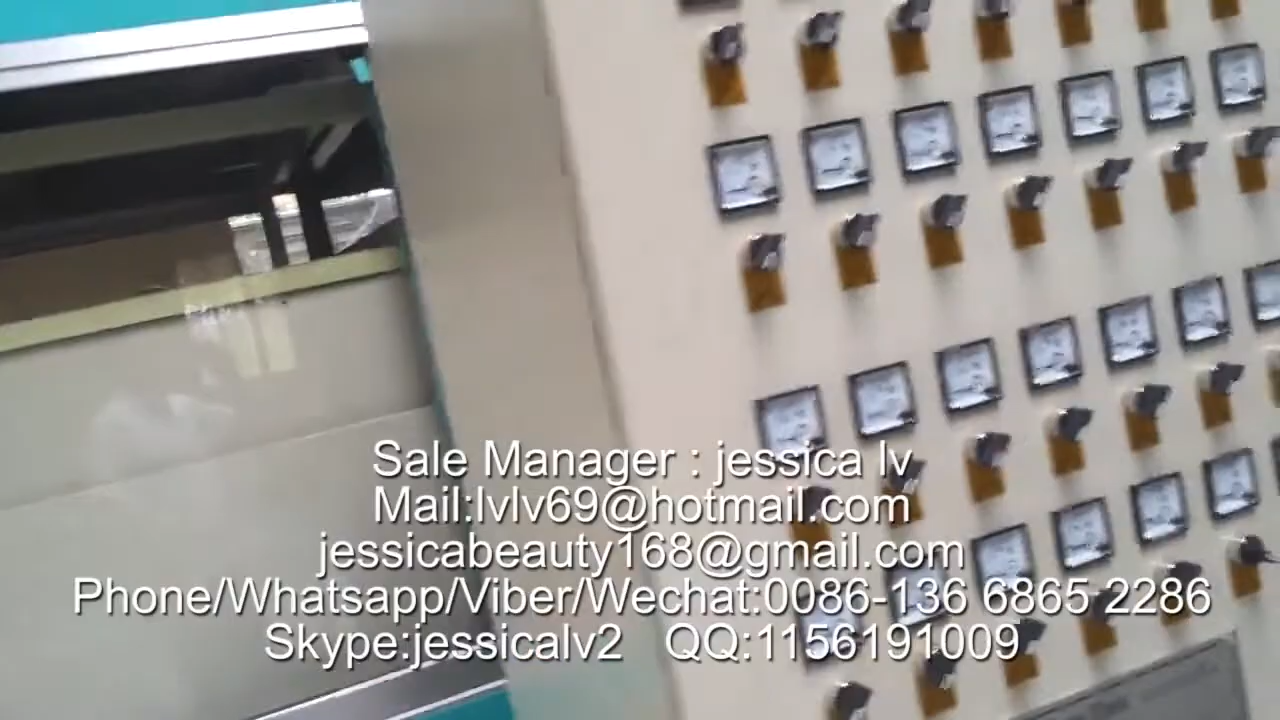 Sale Manager : jessica lv
Mail:lvlv69@hotmail.com
jessicabeauty168@gmail.com
Phone/Whatsapp/Viber/Wechat:0086-136 6865 2286
Skype:jessicalv2 QQ:1156191009